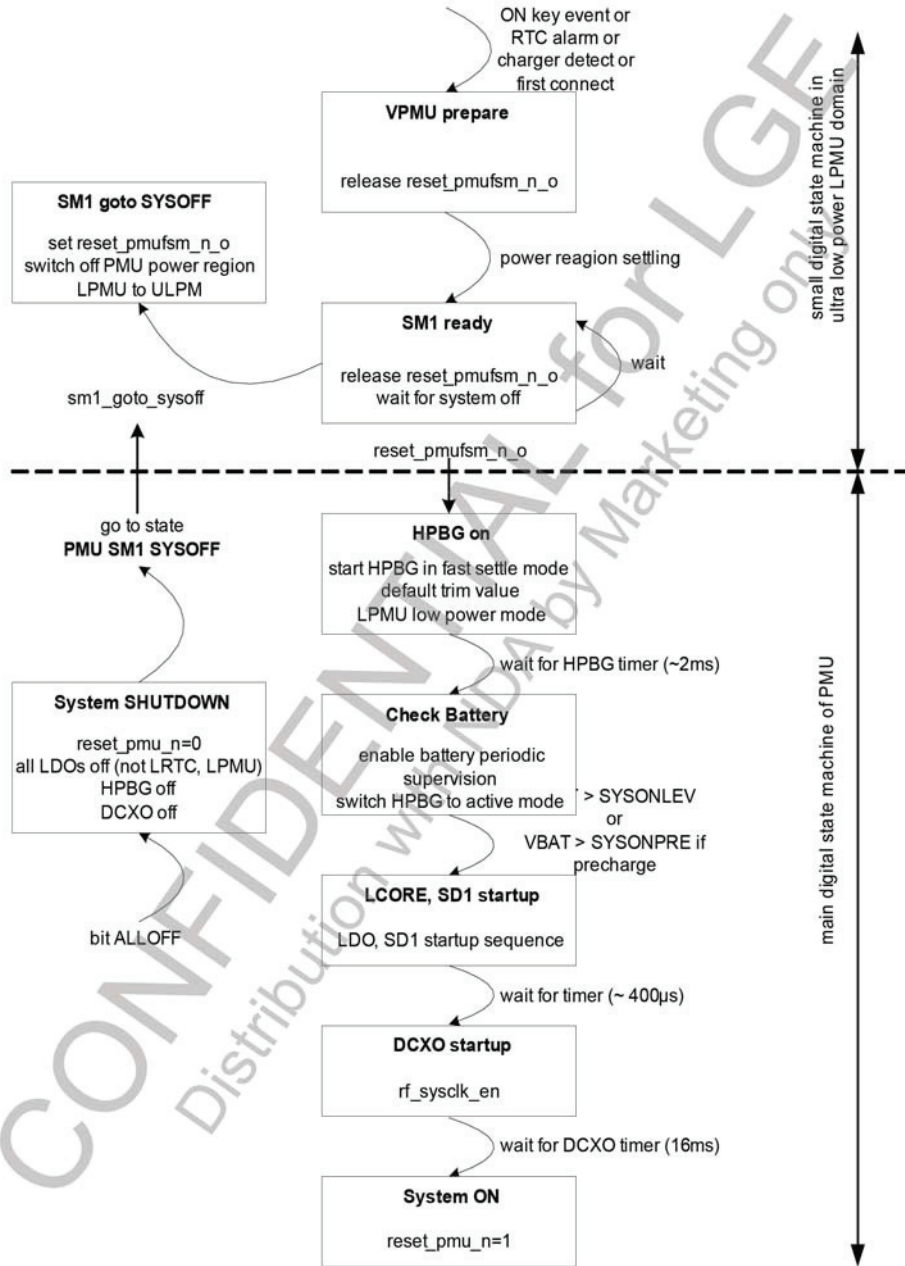 ON key event or
RTC alarm or
charger detect or
first connect
VPMU prepare
release reset_pmufsm_n_o
SM1 goto SYSOFF
set reset_pmufsm_n_o
switch off PMU power region
LPMU to ULPM
power reagion settling
SM1 ready
release reset_pmufsm_n_o
wait for system off
wait
sm1_goto_sysoff
reset_pmufsm_n_o
small digital state machine in
ultra low power LPMU domain
go to state
PMU SM1 SYSOFF
HPBG on
start HPBG in fast settle mode
default trim value
LPMU low power mode
wait for HPBG timer (~2ms)
System SHUTDOWN
reset_pmu_n=0
all LDOs off (not LRTC, LPMU)
HPBG off
DCXO off
Check Battery
enable battery periodic
supervision
switch HPBG to active mode
> SYSONLEV
or
VBAT > SYSONPRE if
precharge
bit ALLOFF
LCORE, SD1 startup
LDO, SD1 startup sequence
wait for timer (~ 400µs)
DCXO startup
rf_sysclk_en
wait for DCXO timer (16ms)
System ON
reset_pmu_n=1
main digital state machine of PMU
CONFIDENTIAL for LGE
Distribution with NDA by Marketing only